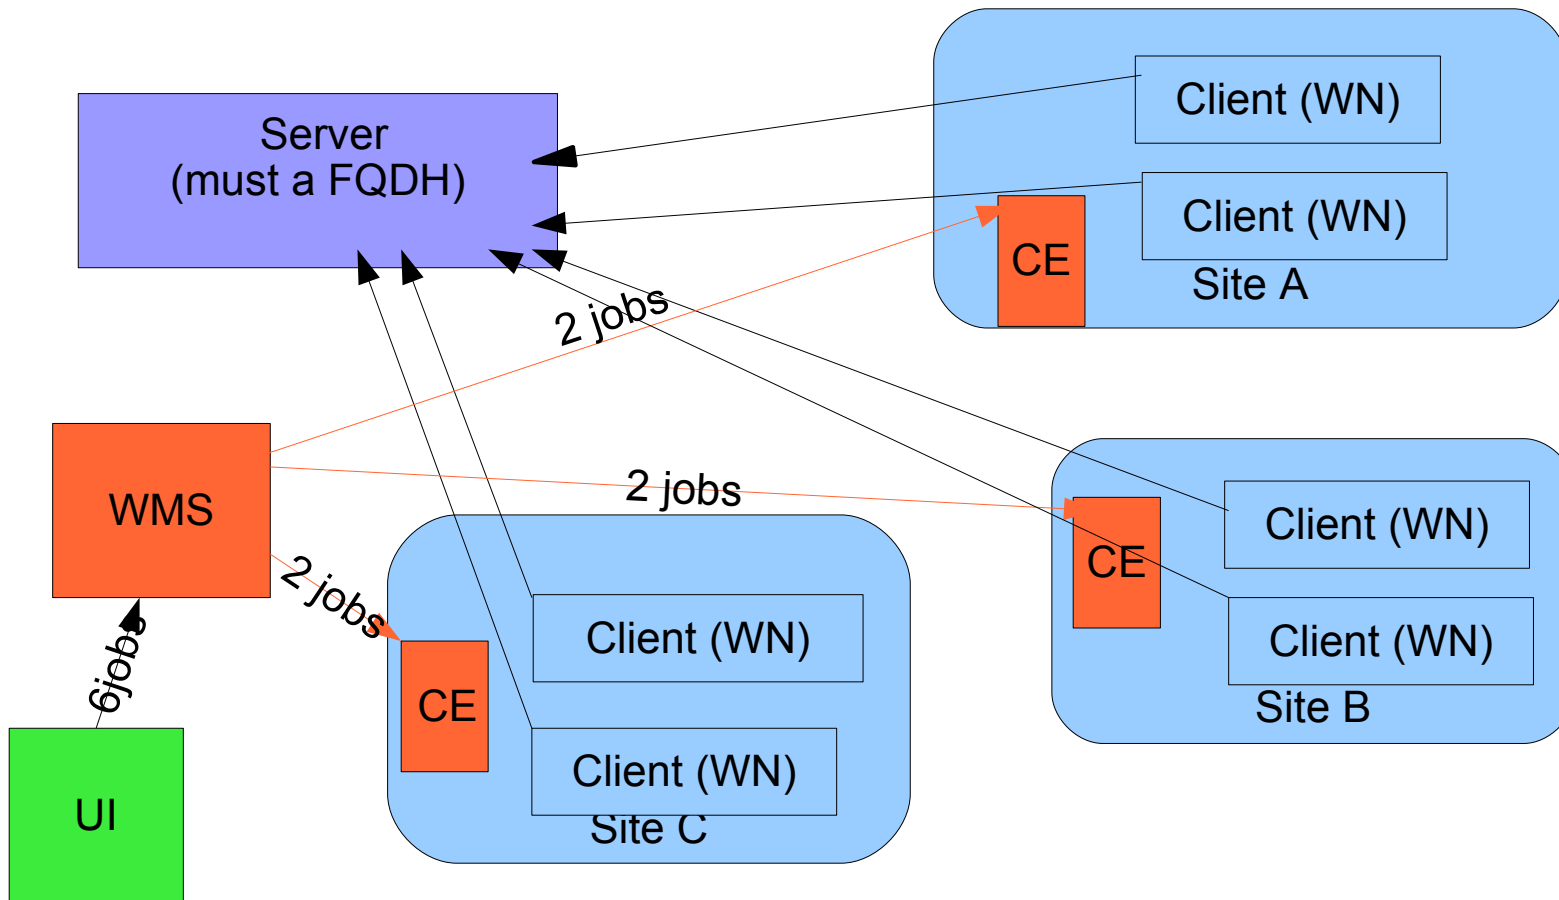 Server
(must a FQDH)
Client (WN)
Client (WN)
CE
Site A
2 jobs
WMS
2 jobs
Client (WN)
CE
Client (WN)
Site B
2 jobs
Client (WN)
CE
Client (WN)
Site C
6jobs
UI